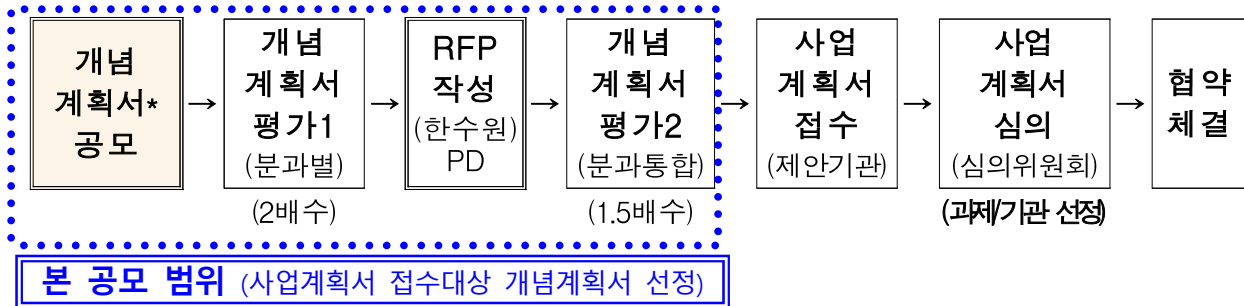 개념
계획서*
공모
→
개념
계획서
평가1
(분과별)
(2배수)
→
RFP
작성
(한수원)
PD
→
개념
계획서
평가2
(분과통합)
(1.5배수)
→
사업
계획서
접수
(제안기관)
→
사업
계획서
심의
(심의위원회)
(과제/기관 선정)
→
협약
체결
본 공모 범위 (사업계획서 접수대상 개념계획서 선정)